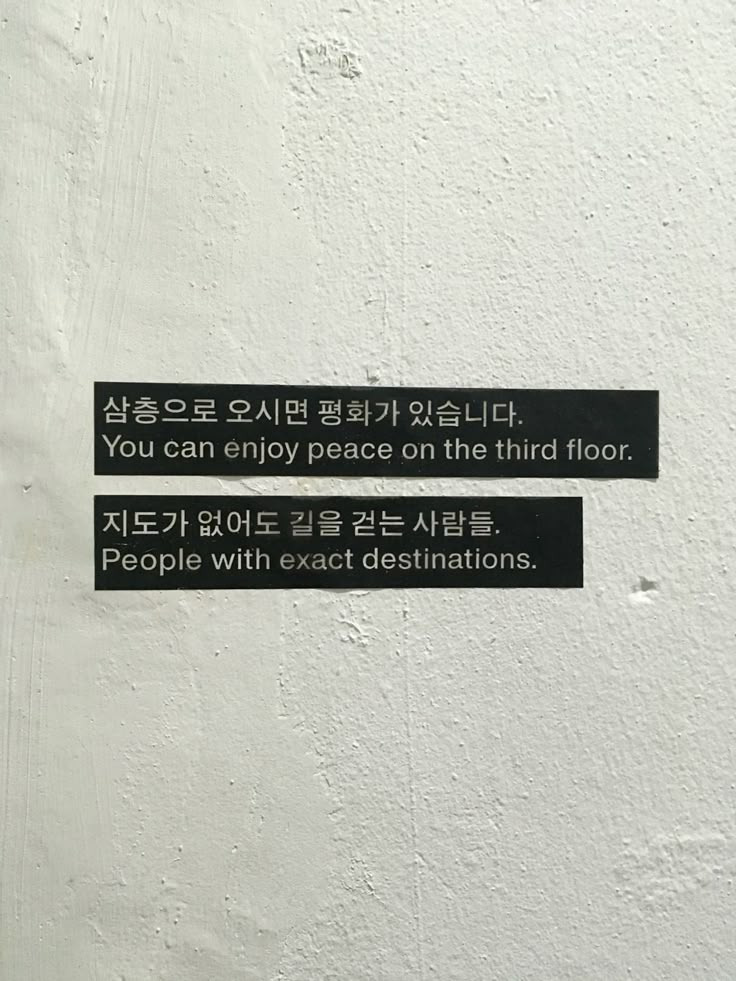 삼층으로 오시면 평화가 있습니다.
You can enjoy peace on the third floor.
지도가 없어도 길을 걷는 사람들.
People with exact destinations.